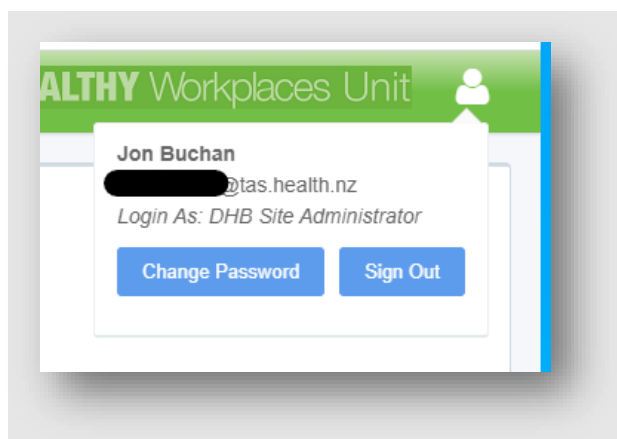 ALTHY Workplaces Unit
Jon Buchan
@tas.health.nz
Login As: DHB Site Administrator
Change Password Sign Out